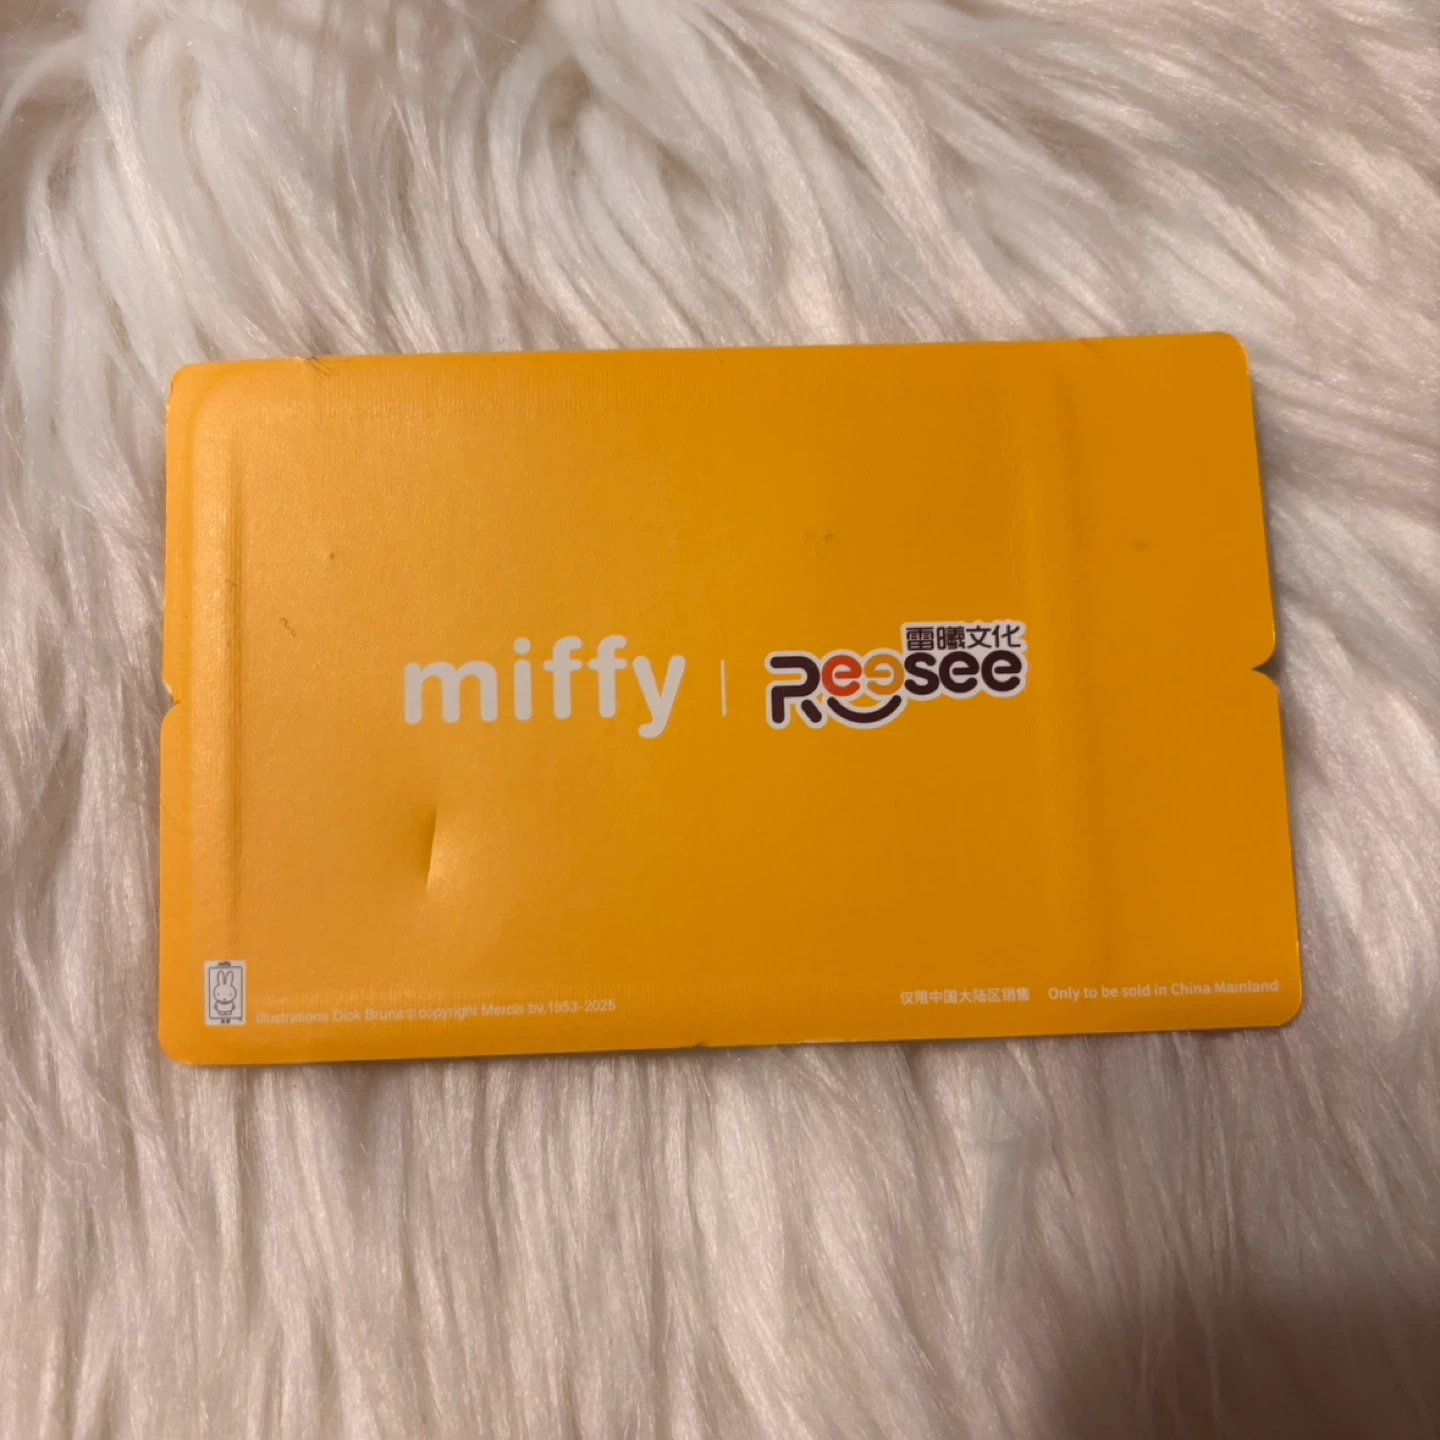 miffy
雷曦文化
Reesee
miffy
Illustrations Dick Bruna © copyright Mercis bv, 1953-2025
仅限中国大陆区销售 Only to be sold in China Mainland